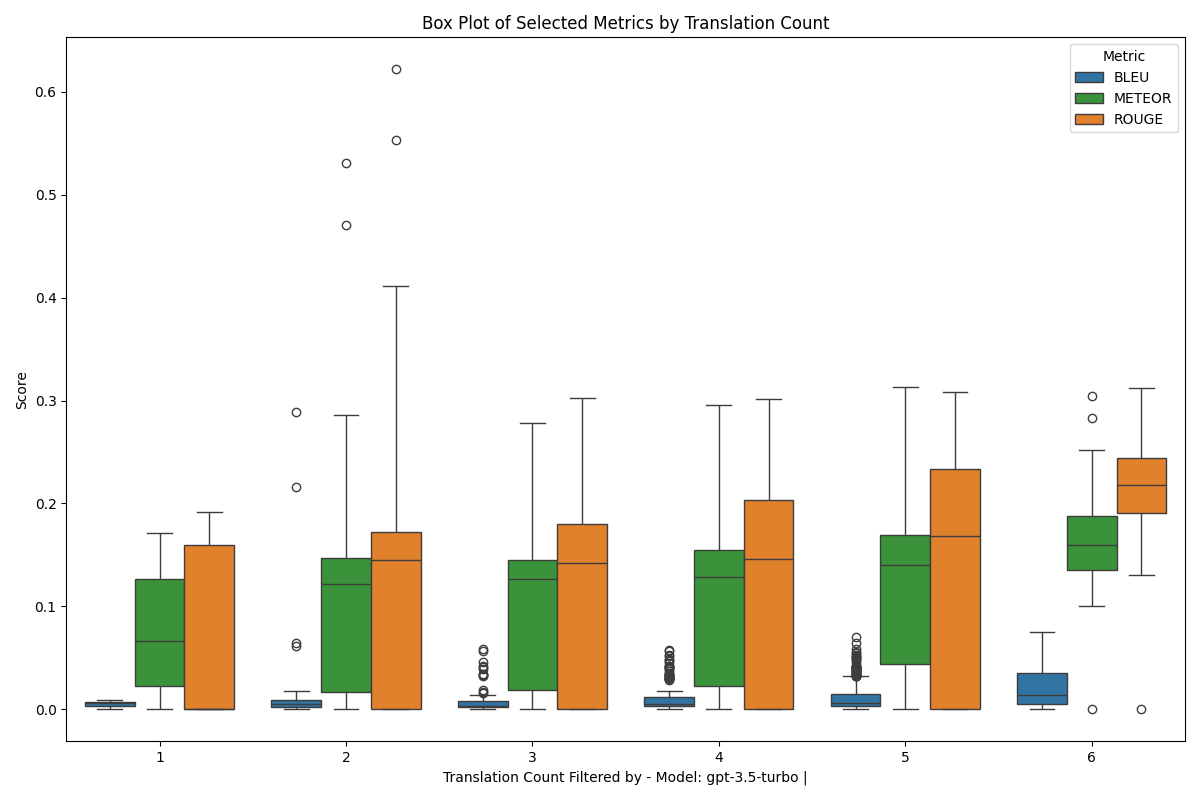 Box Plot of Selected Metrics by Translation Count
Metric
BLEU
METEOR
ROUGE
Score
0.6
0.5
0.4
0.3
0.2
0.1
0.0
1 2 3 4 5 6
Translation Count Filtered by - Model: gpt-3.5-turbo |